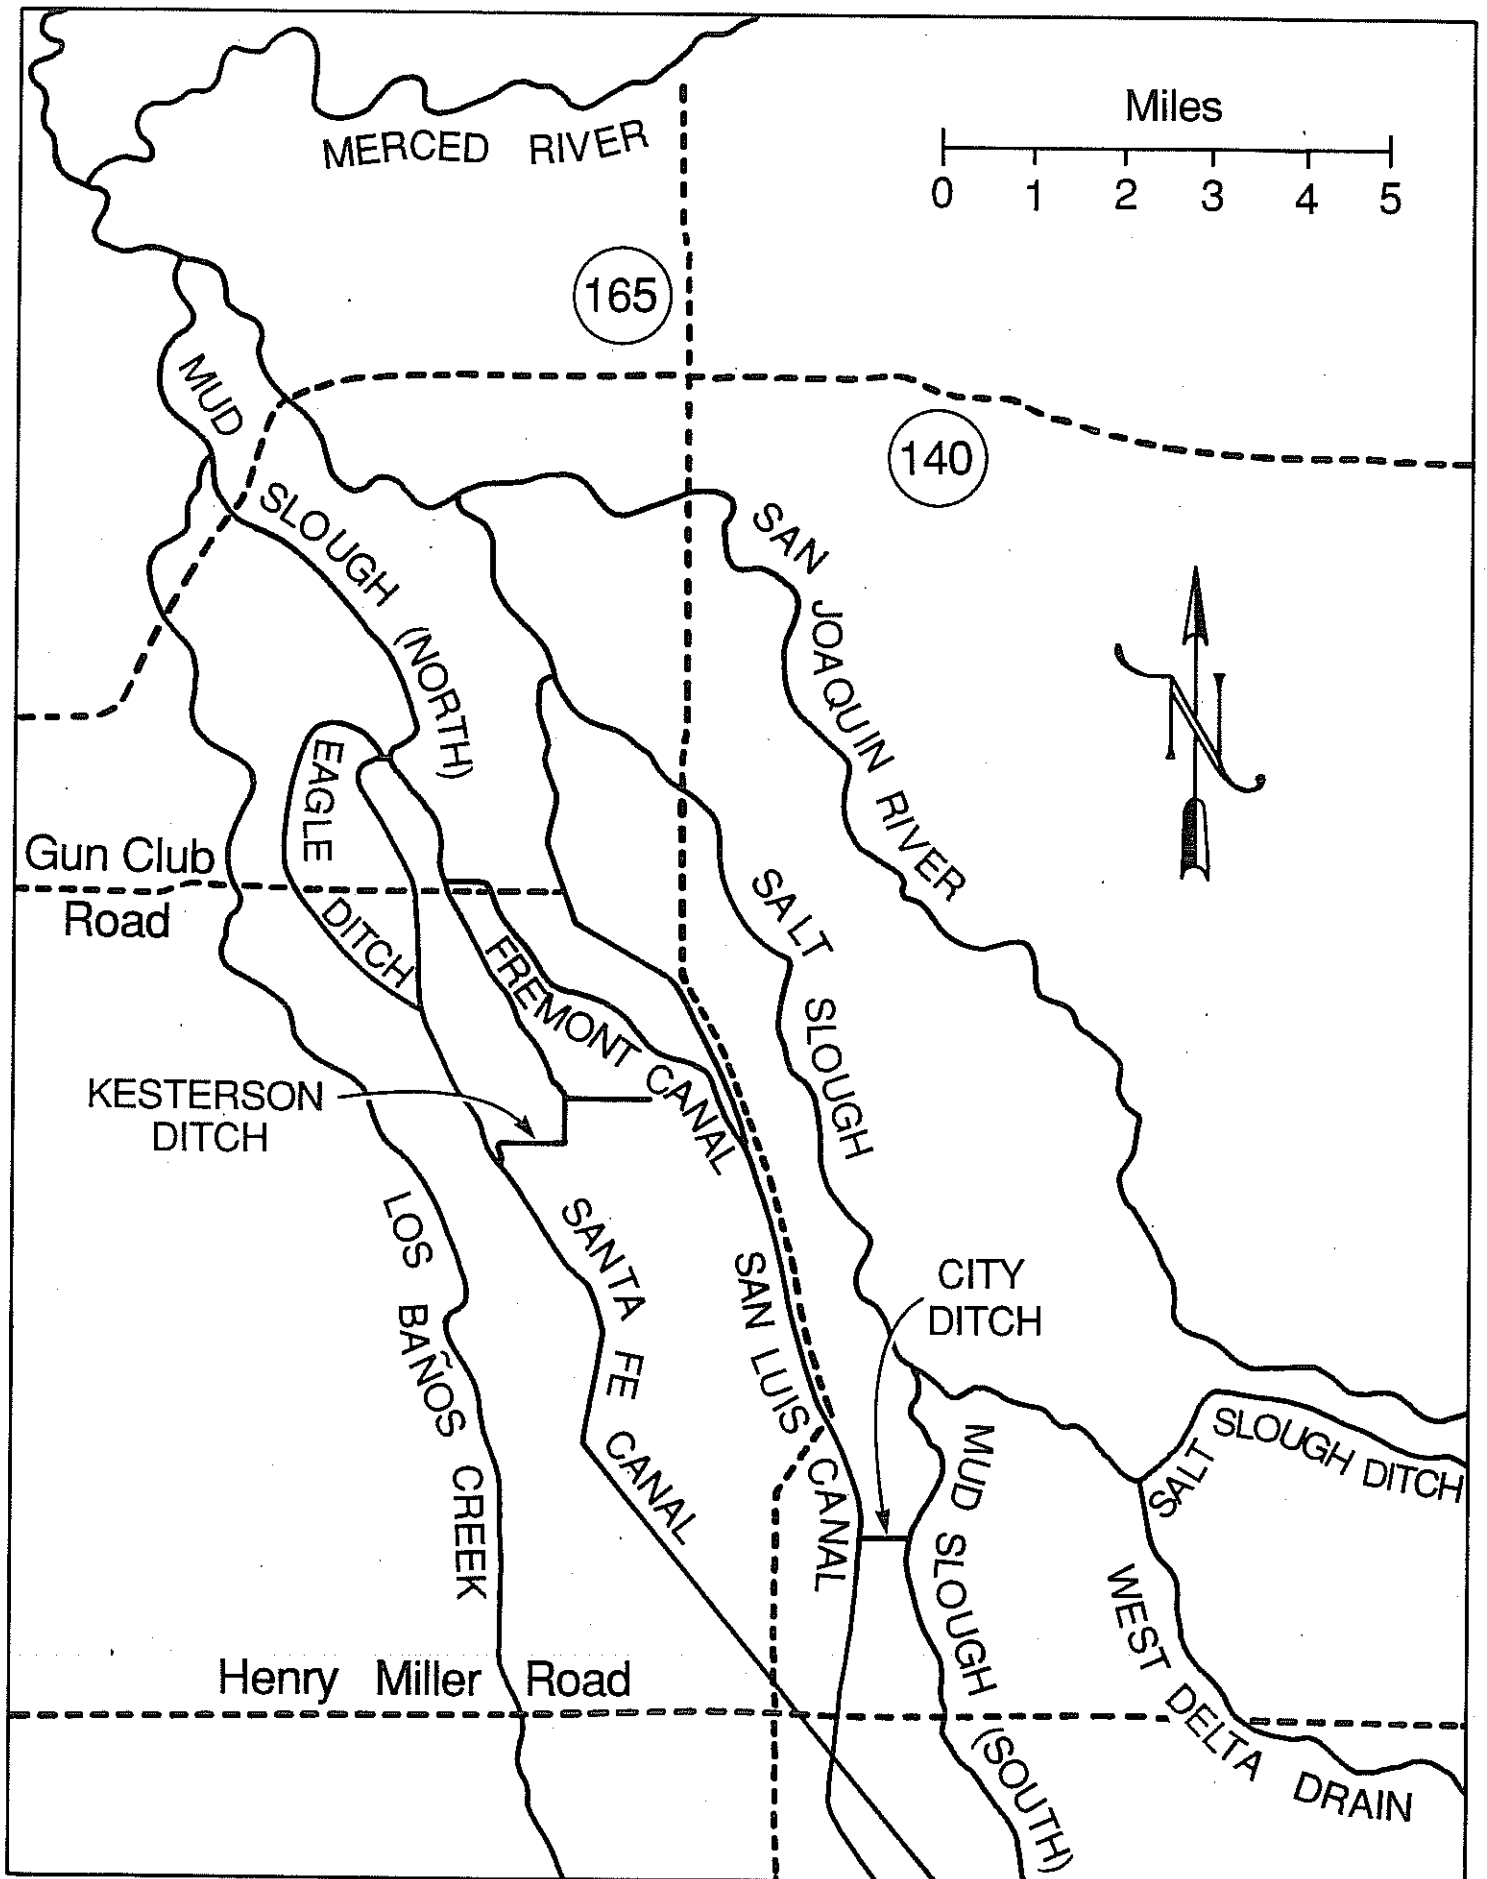 MERCED RIVER
Miles
0 1 2 3 4 5
165
140
MUD SLOUGH (NORTH)
SAN JOAQUIN RIVER
N
EAGLE DITCH
Gun Club
Road
SALT SLOUGH
FREMONT CANAL
KESTERSON
DITCH
LOS BAÑOS CREEK
SANTA FE CANAL
SAN LUIS CANAL
CITY
DITCH
SALT SLOUGH DITCH
MUD SLOUGH (SOUTH)
WEST DELTA DRAIN
Henry Miller Road